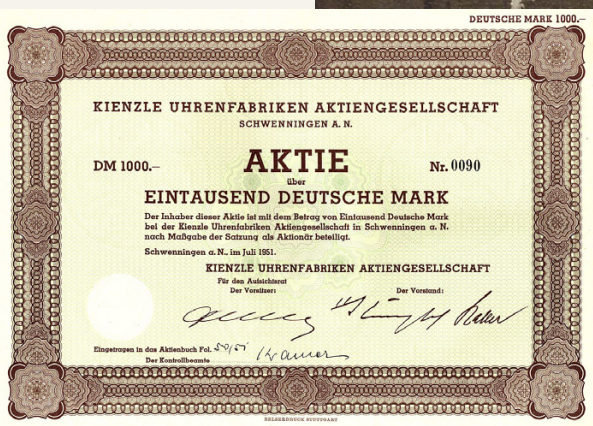 DEUTSCHE MARK 1000.–
KIENZLE UHRENFABRIKEN AKTIENGESELLSCHAFT
SCHWENNINGEN A. N.
DM 1000.–
AKTIE
Nr. 0090
über
EINTAUSEND DEUTSCHE MARK
Der Inhaber dieser Aktie ist mit dem Betrag von Eintausend Deutsche Mark
bei der Kienzle Uhrenfabriken Aktiengesellschaft in Schwenningen a. N.
nach Maßgabe der Satzung als Aktionär beteiligt.
Schwenningen a. N., im Juli 1951.
KIENZLE UHRENFABRIKEN AKTIENGESELLSCHAFT
Für den Aufsichtsrat
Der Vorsitzer: Der Vorstand:
Eingetragen in das Aktienbuch Fol.
Der Kontrollbeamte
BELSERDRUCK STUTTGART